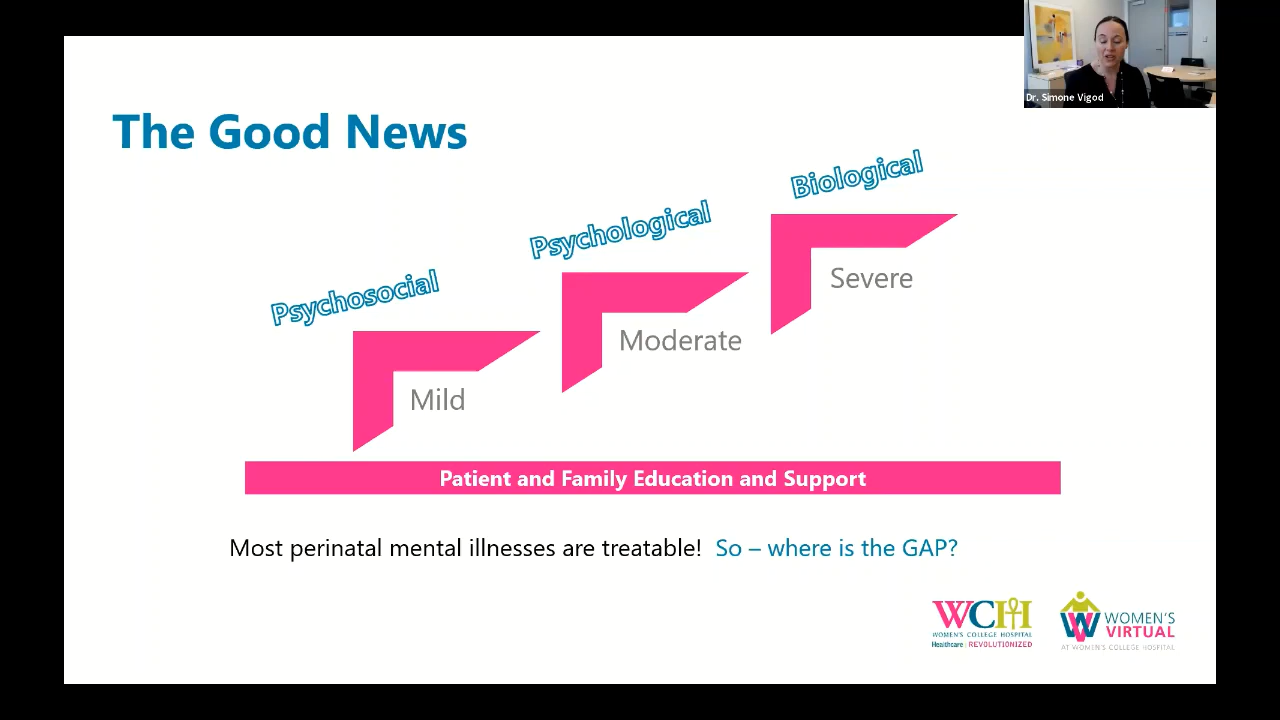 Dr. Simone Vigod
The Good News
Biological
Psychological
Psychosocial
Severe
Moderate
Mild
Patient and Family Education and Support
Most perinatal mental illnesses are treatable! So – where is the GAP?
WCH
WOMEN'S COLLEGE HOSPITAL
Healthcare | REVOLUTIONIZED
W
WOMEN'S
VIRTUAL
AT WOMEN'S COLLEGE HOSPITAL